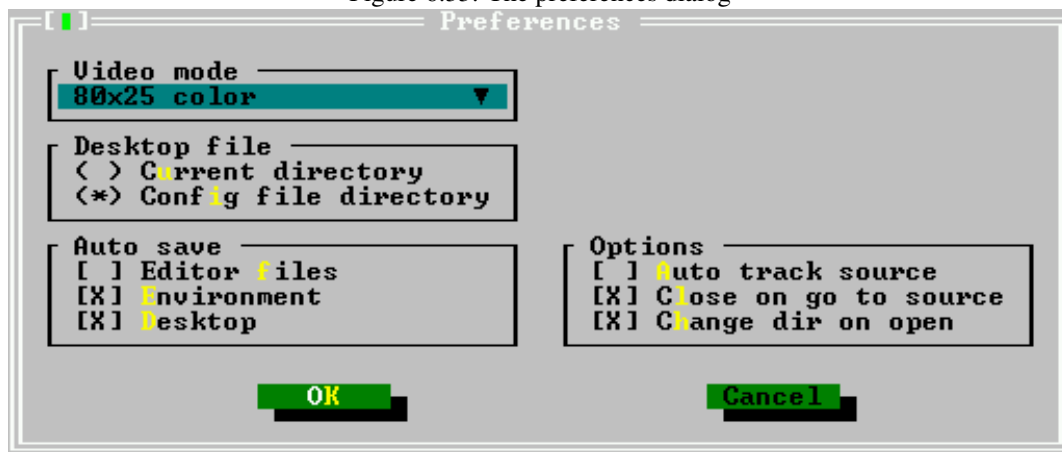 Figure 6.33: The preferences dialog
[▮] Preferences
Video mode
80x25 color ▼
Desktop file
( ) Current directory
(*) Config file directory
Auto save
[ ] Editor files
[X] Environment
[X] Desktop
Options
[ ] Auto track source
[X] Close on go to source
[X] Change dir on open
OK
Cancel